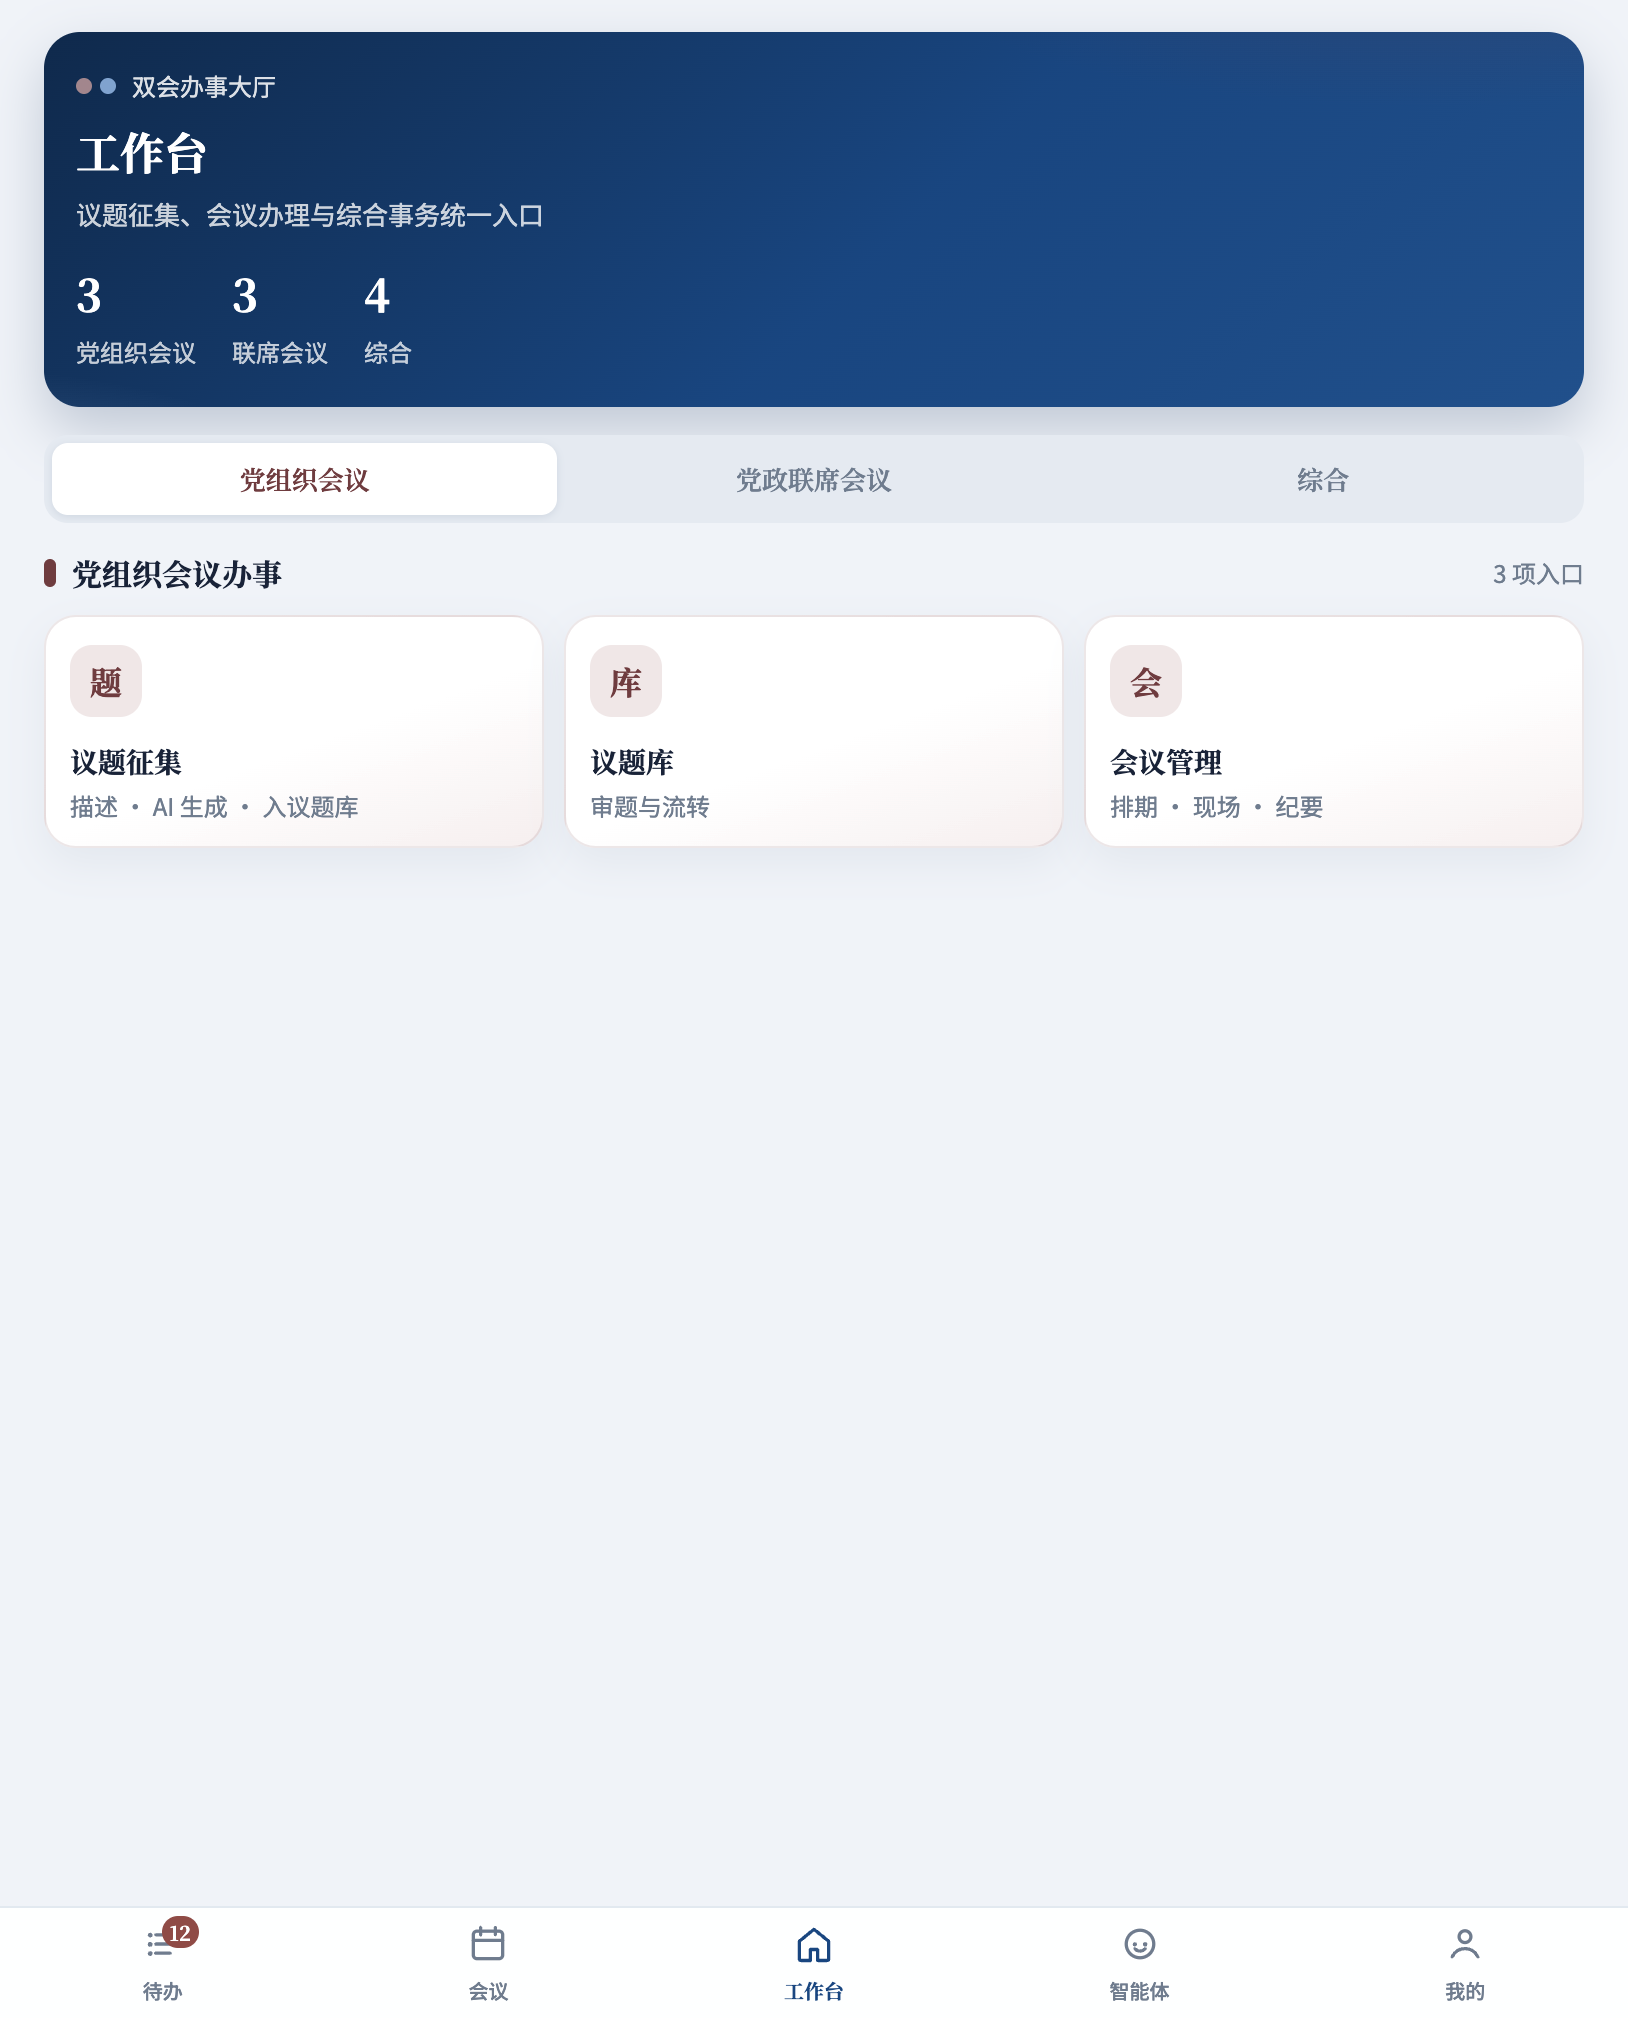 双会办事大厅
工作台
议题征集、会议办理与综合事务统一入口
3 3 4
党组织会议 联席会议 综合
党组织会议 党政联席会议 综合
党组织会议办事 3 项入口
题 库 会
议题征集 议题库 会议管理
描述 · AI 生成 · 入议题库 审题与流转 排期 · 现场 · 纪要
12
待办 会议 工作台 智能体 我的